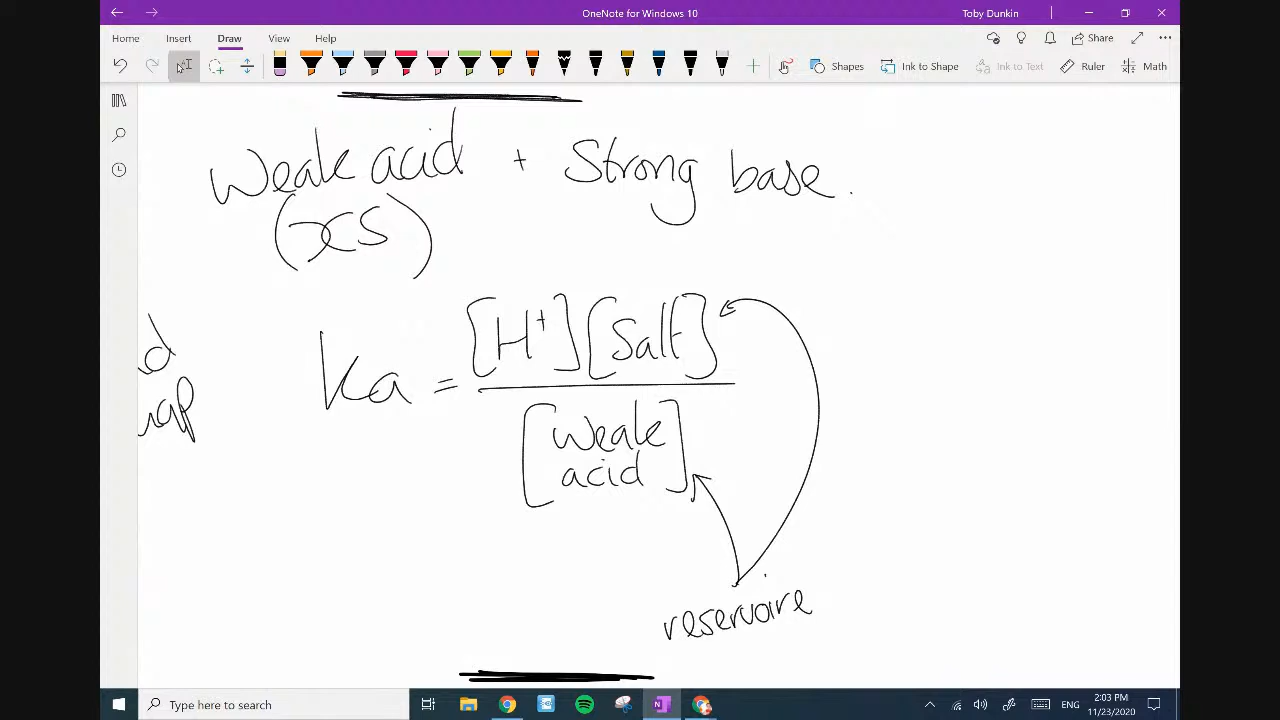 OneNote for Windows 10
Toby Dunkin
Home Insert Draw View Help
Share
Shapes
Ink to Shape
Ink to Text
Ruler
Math
Weak acid + Strong base.
(xcs)
Ka = [H+][Salt]
[Weak
acid]
d
reservoire
Type here to search
ENG
2:03 PM
11/23/2020